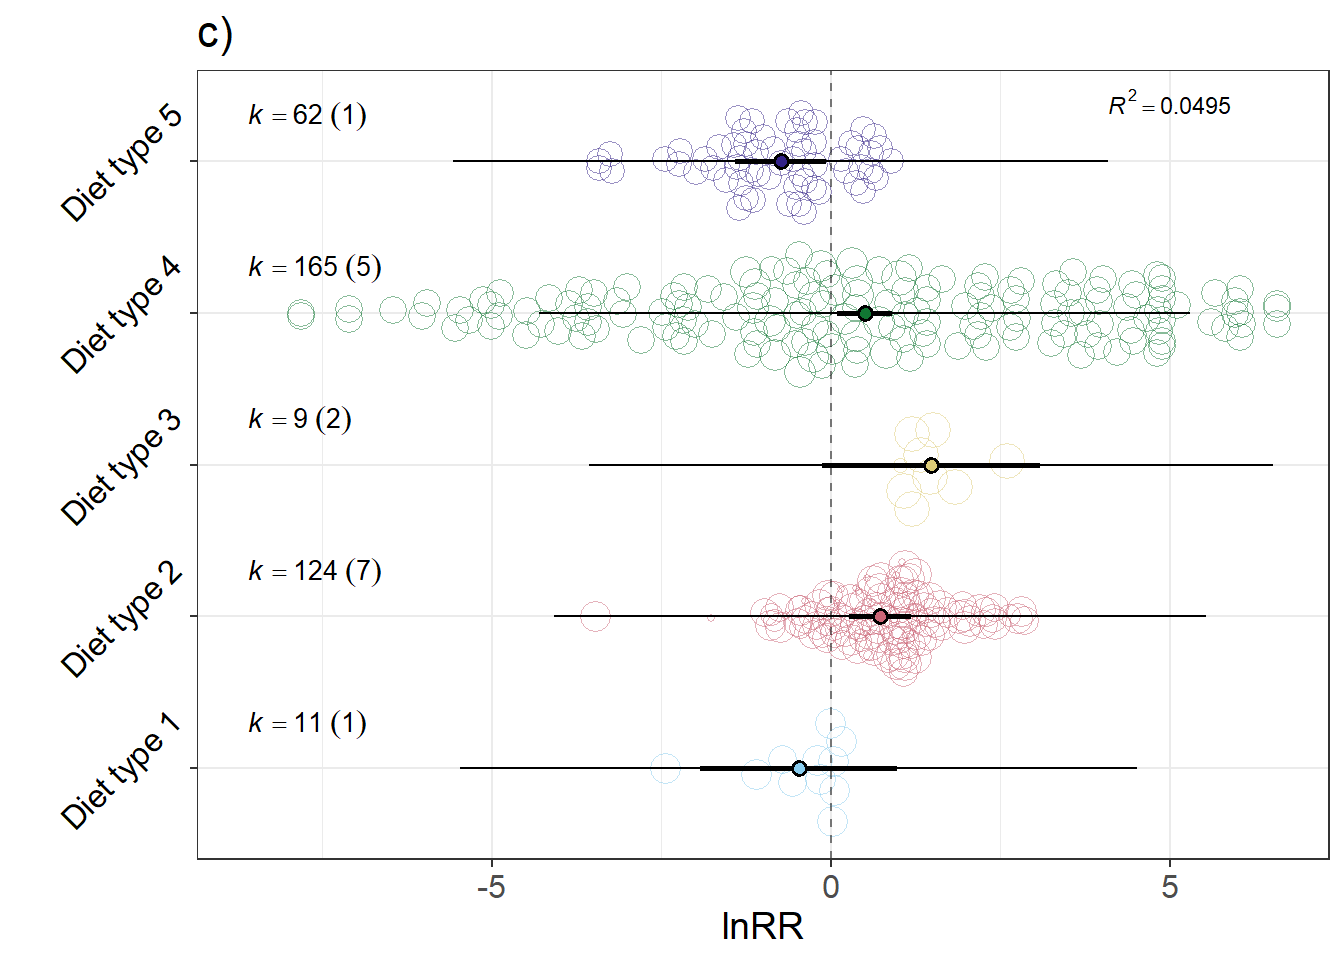 c)
R² = 0.0495
Diet type 5
k = 62 (1)
Diet type 4
k = 165 (5)
Diet type 3
k = 9 (2)
Diet type 2
k = 124 (7)
Diet type 1
k = 11 (1)
-5 0 5
lnRR